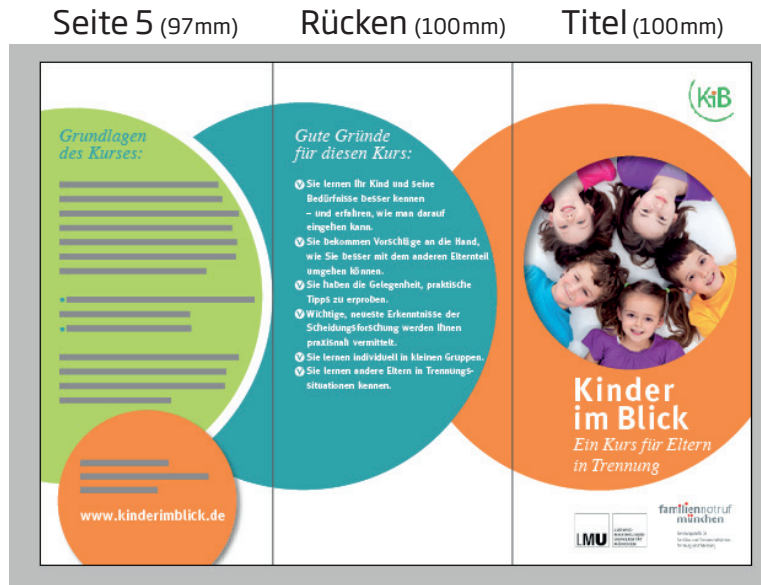 Seite 5 (97mm)
Rücken (100mm)
Titel (100mm)
Grundlagen
des Kurses:
www.kinderimblick.de
Gute Gründe
für diesen Kurs:
Sie lernen Ihr Kind und seine
Bedürfnisse besser kennen
– und erfahren, wie man darauf
eingehen kann.
Sie bekommen Vorschläge an die Hand,
wie Sie besser mit dem anderen Elternteil
umgehen können.
Sie haben die Gelegenheit, praktische
Tipps zu erproben.
Wichtige, neueste Erkenntnisse der
Scheidungsforschung werden Ihnen
praxisnah vermittelt.
Sie lernen individuell in kleinen Gruppen.
Sie lernen andere Eltern in Trennungs-
situationen kennen.
KiB
Kinder
im Blick
Ein Kurs für Eltern
in Trennung
LMU
familiennotruf
münchen